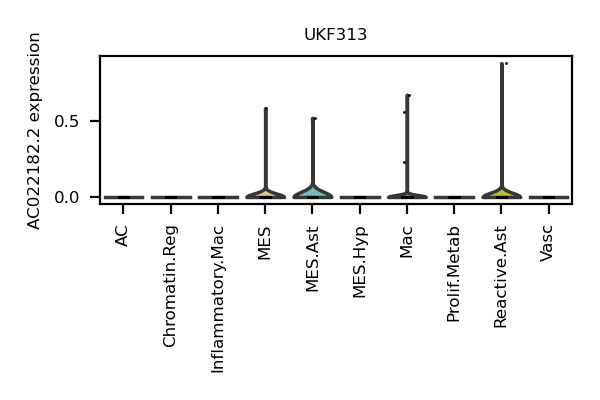 UKF313
AC022182.2 expression
0.5
0.0
AC
Chromatin.Reg
Inflammatory.Mac
MES
MES.Ast
MES.Hyp
Mac
Prolif.Metab
Reactive.Ast
Vasc